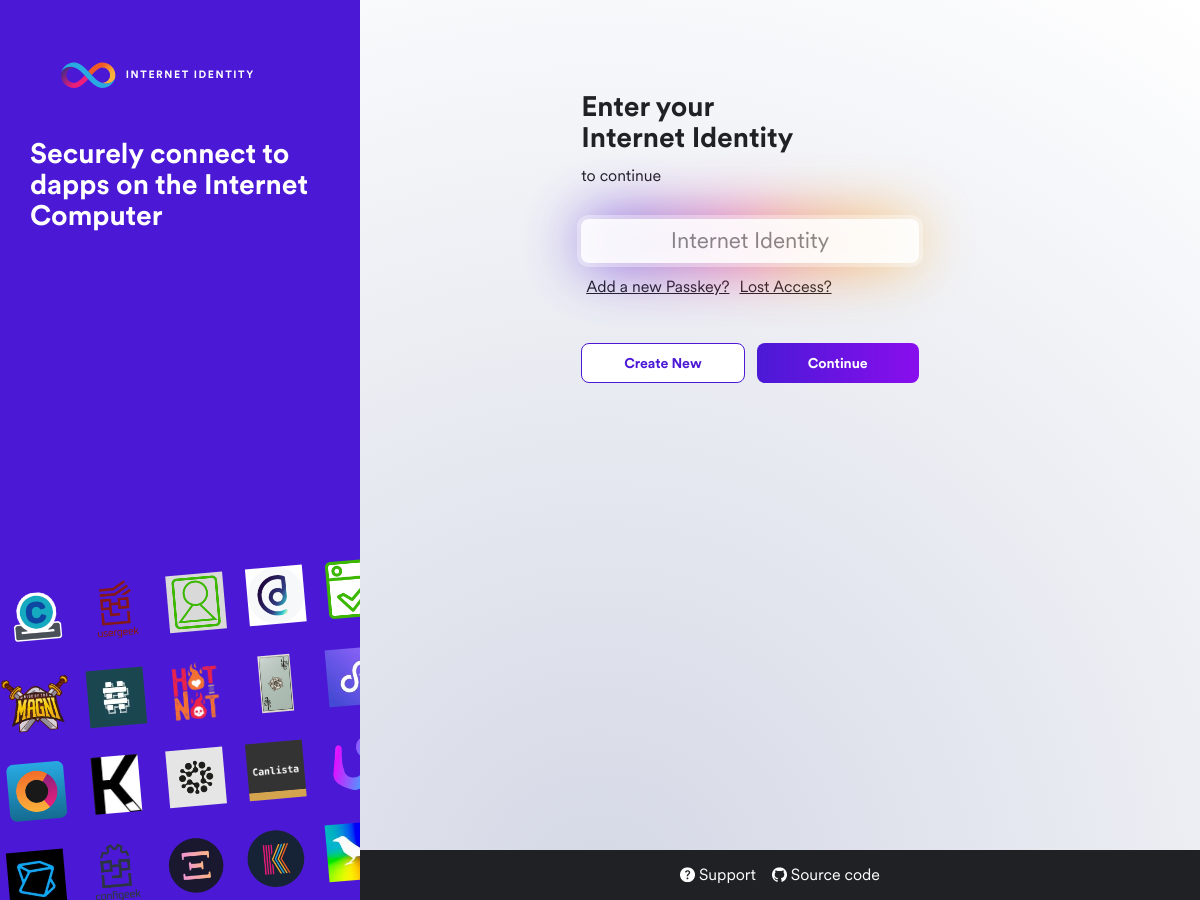 INTERNET IDENTITY
Securely connect to
dapps on the Internet
Computer
Enter your
Internet Identity
to continue
Internet Identity
Add a new Passkey? Lost Access?
Create New
Continue
C
HOT
NOT
MAGNI
K
Canlista
Support
Source code